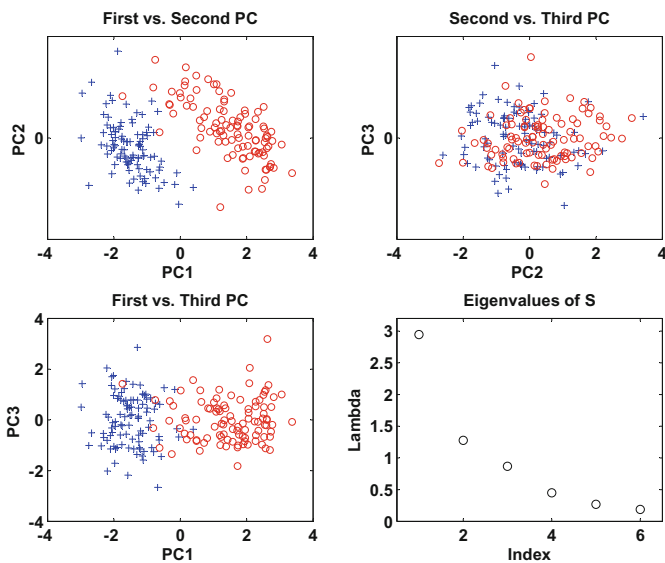 First vs. Second PC
PC2
0
-4
-2
0
2
4
PC1
Second vs. Third PC
PC3
0
-4
-2
0
2
4
PC2
First vs. Third PC
PC3
4
2
0
-2
-4
-4
-2
0
2
4
PC1
Eigenvalues of S
Lambda
3
2.5
2
1.5
1
0.5
0
2
4
6
Index